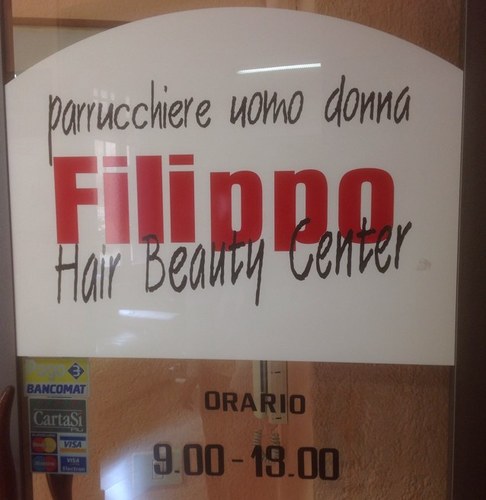 parrucchiere uomo donna
Filippo
Hair Beauty Center
BANCOMAT
CartaSi
VISA
ORARIO
9.00-19.00